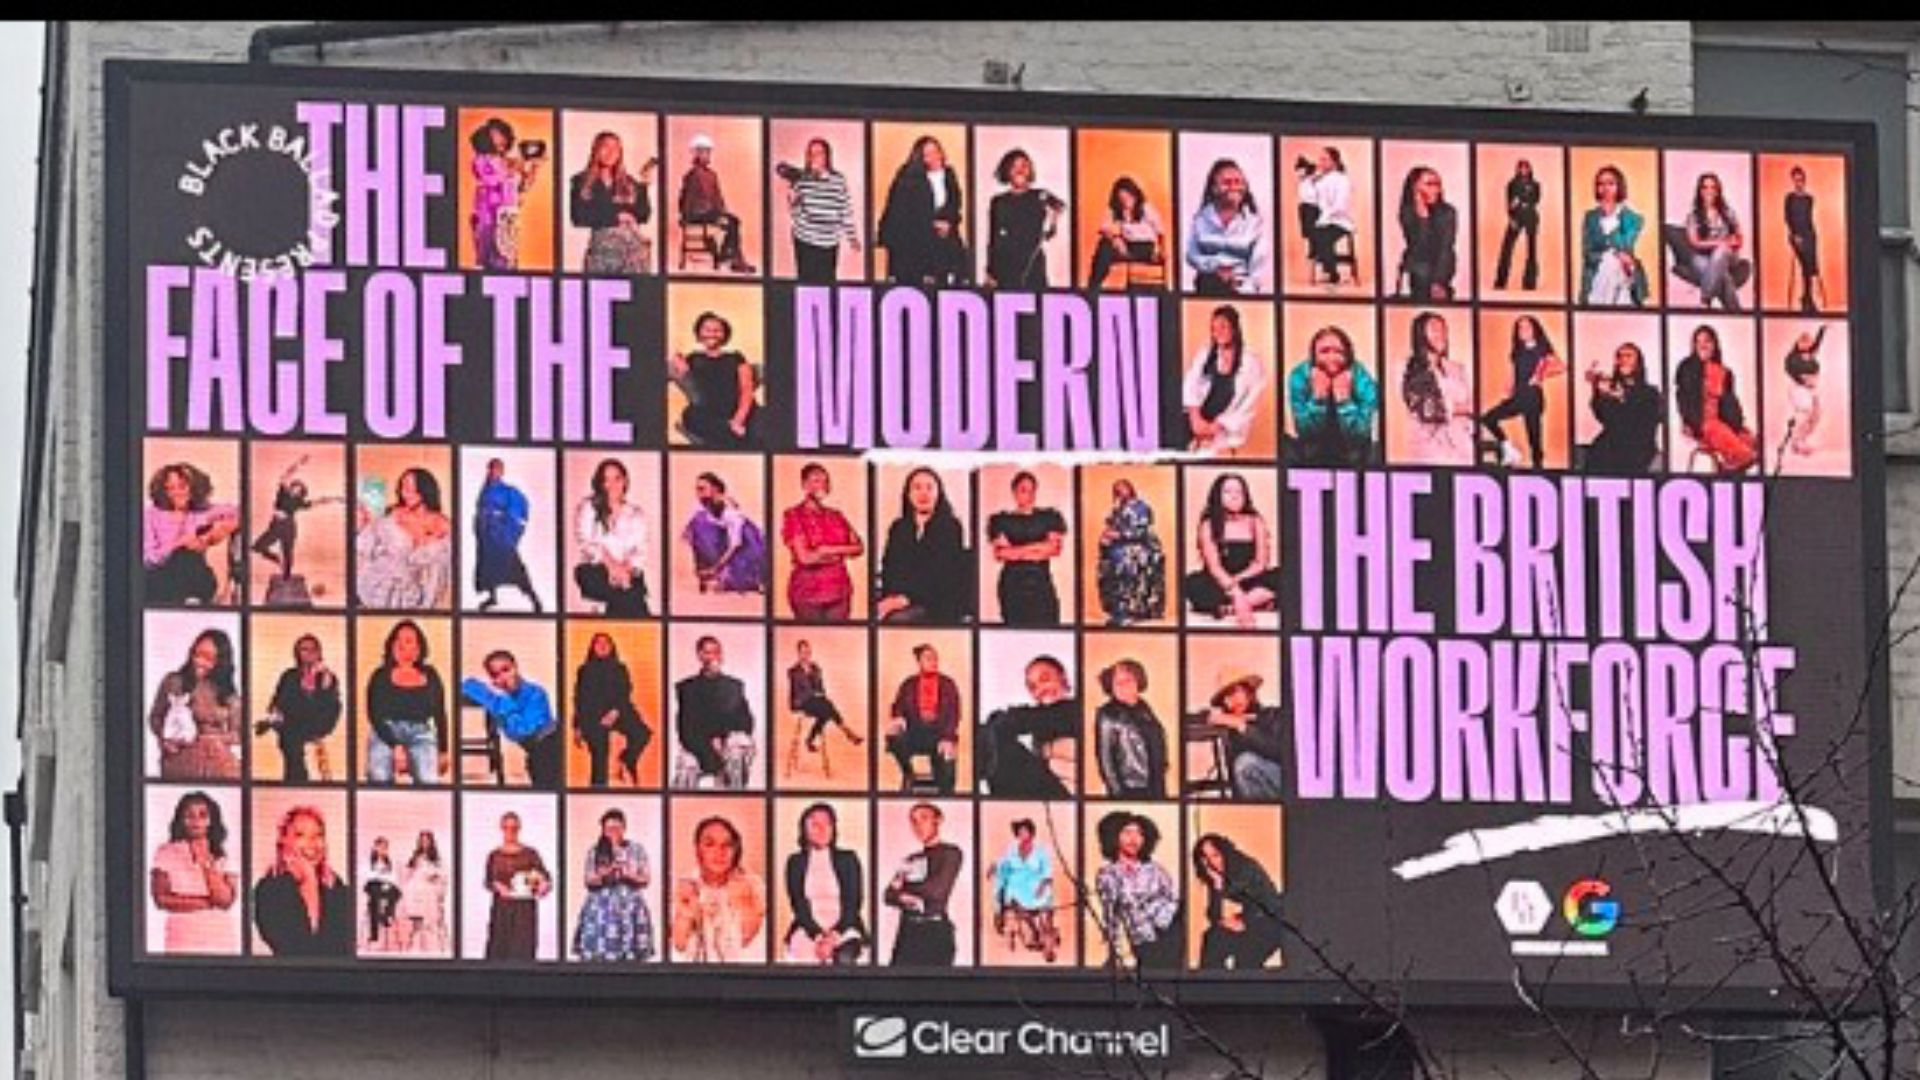 BLACK BALLAD PRESENTS
THE
FACE OF THE MODERN
THE BRITISH
WORKFORCE
G
Clear Channel